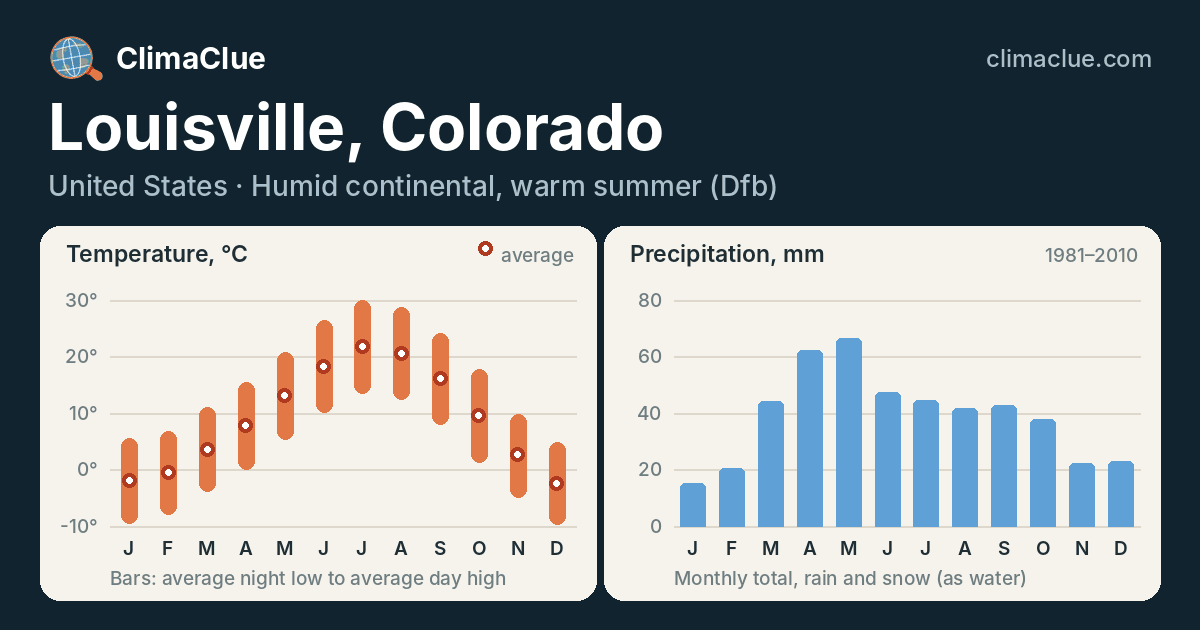 ClimaClue
climaclue.com
Louisville, Colorado
United States · Humid continental, warm summer (Dfb)
Temperature, °C
average
30°
20°
10°
0°
-10°
J F M A M J J A S O N D
Bars: average night low to average day high
Precipitation, mm
1981–2010
80
60
40
20
0
J F M A M J J A S O N D
Monthly total, rain and snow (as water)